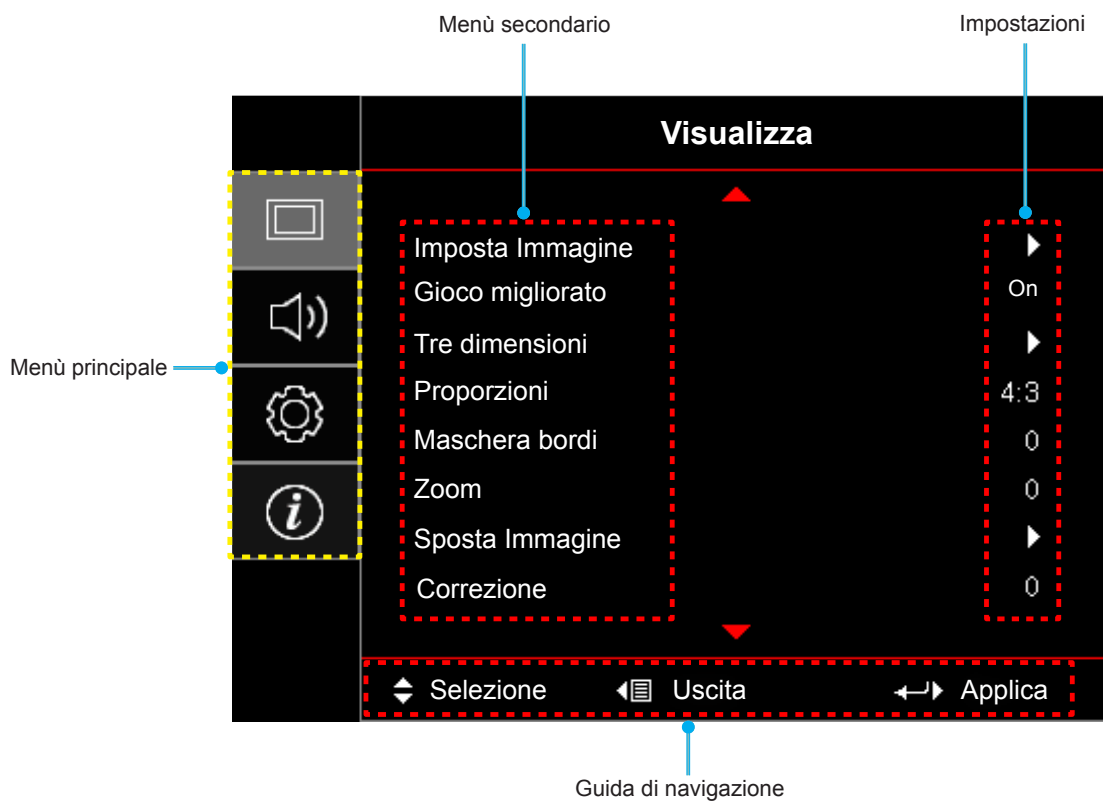 Menù secondario
Impostazioni
Visualizza
Imposta Immagine
Gioco migliorato On
Tre dimensioni
Menù principale
Proporzioni 4:3
Maschera bordi 0
Zoom 0
Sposta Immagine
Correzione 0
Selezione Uscita Applica
Guida di navigazione